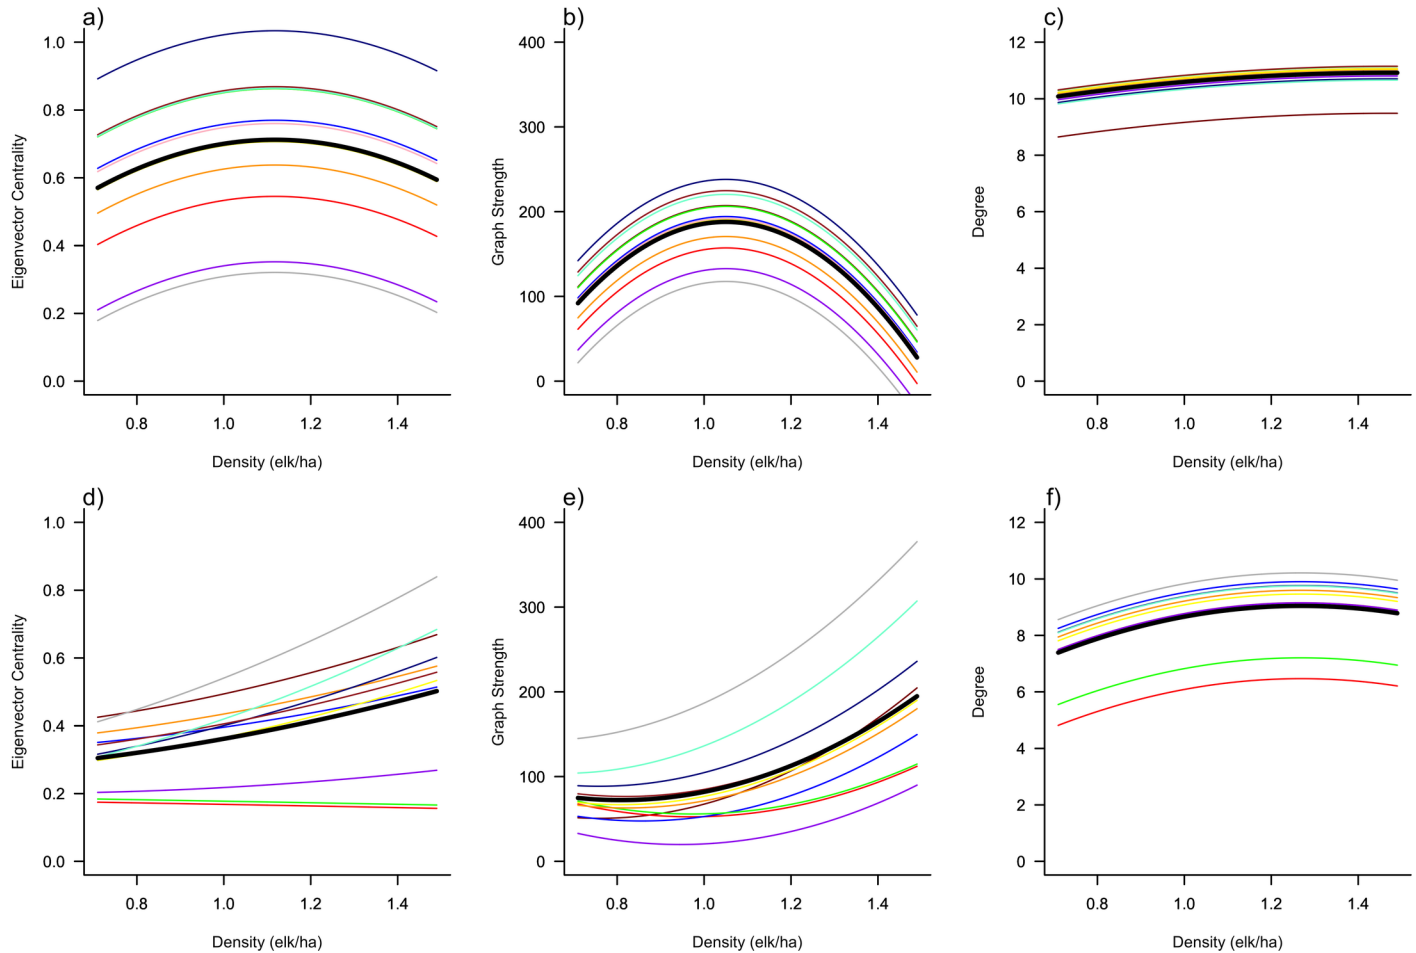 a)
1.0
0.8
0.6
0.4
0.2
0.0
Eigenvector Centrality
0.8 1.0 1.2 1.4
Density (elk/ha)
b)
400
300
200
100
0
Graph Strength
0.8 1.0 1.2 1.4
Density (elk/ha)
c)
12
10
8
6
4
2
0
Degree
0.8 1.0 1.2 1.4
Density (elk/ha)
d)
1.0
0.8
0.6
0.4
0.2
0.0
Eigenvector Centrality
0.8 1.0 1.2 1.4
Density (elk/ha)
e)
400
300
200
100
0
Graph Strength
0.8 1.0 1.2 1.4
Density (elk/ha)
f)
12
10
8
6
4
2
0
Degree
0.8 1.0 1.2 1.4
Density (elk/ha)